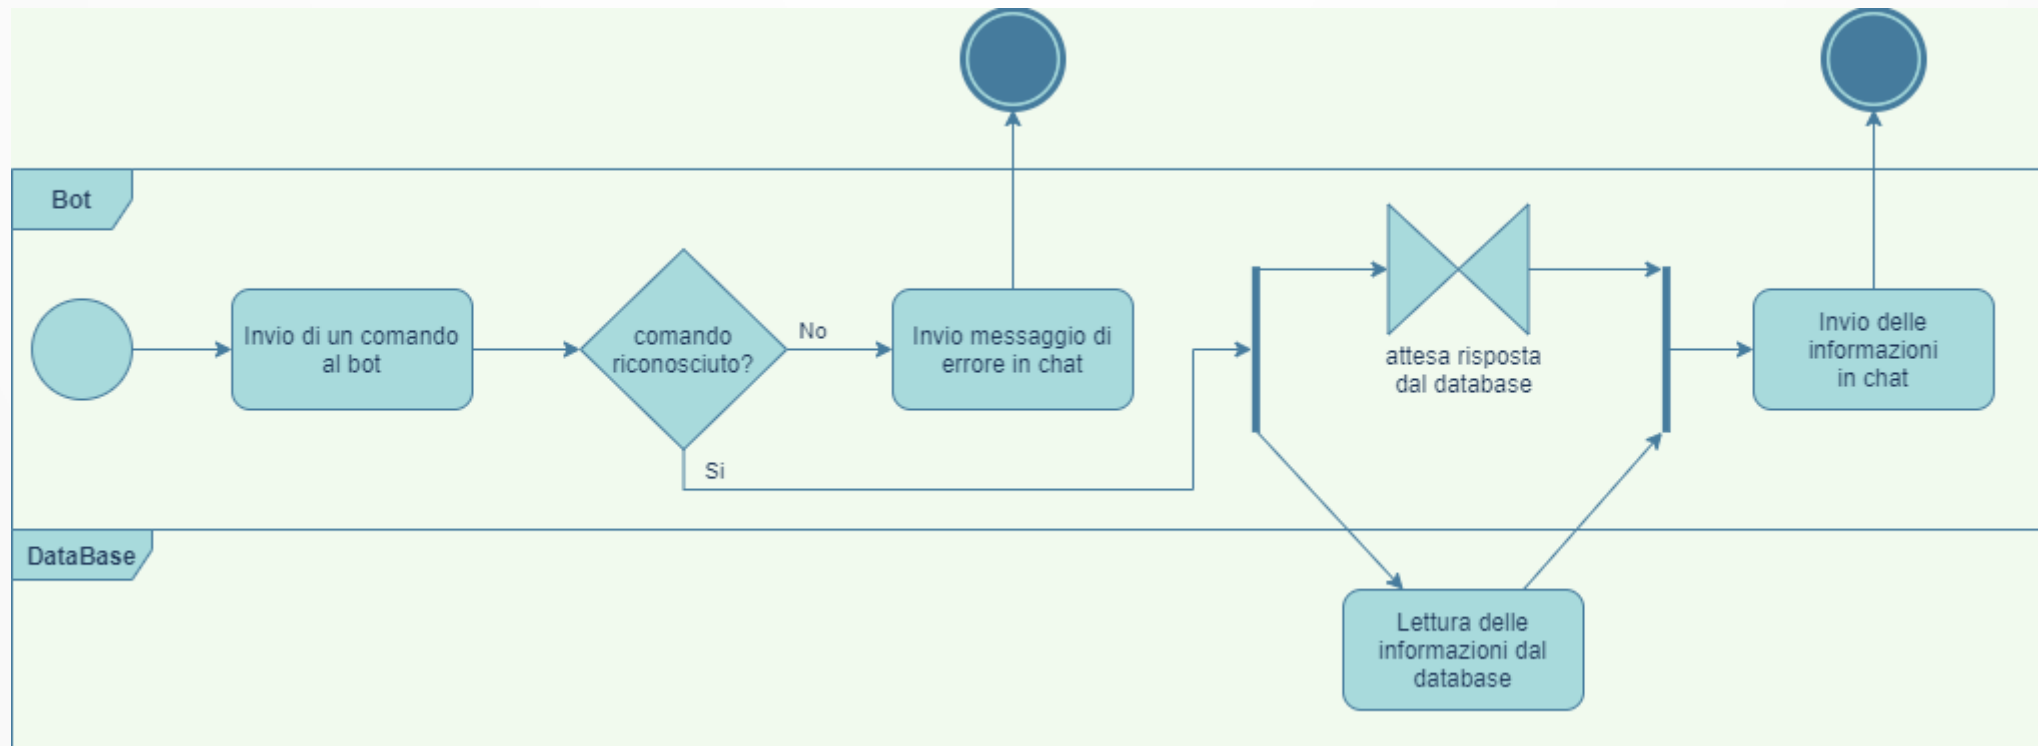 Bot
Invio di un comando
al bot
comando
riconosciuto?
No
Si
Invio messaggio di
errore in chat
attesa risposta
dal database
Invio delle
informazioni
in chat
DataBase
Lettura delle
informazioni dal
database